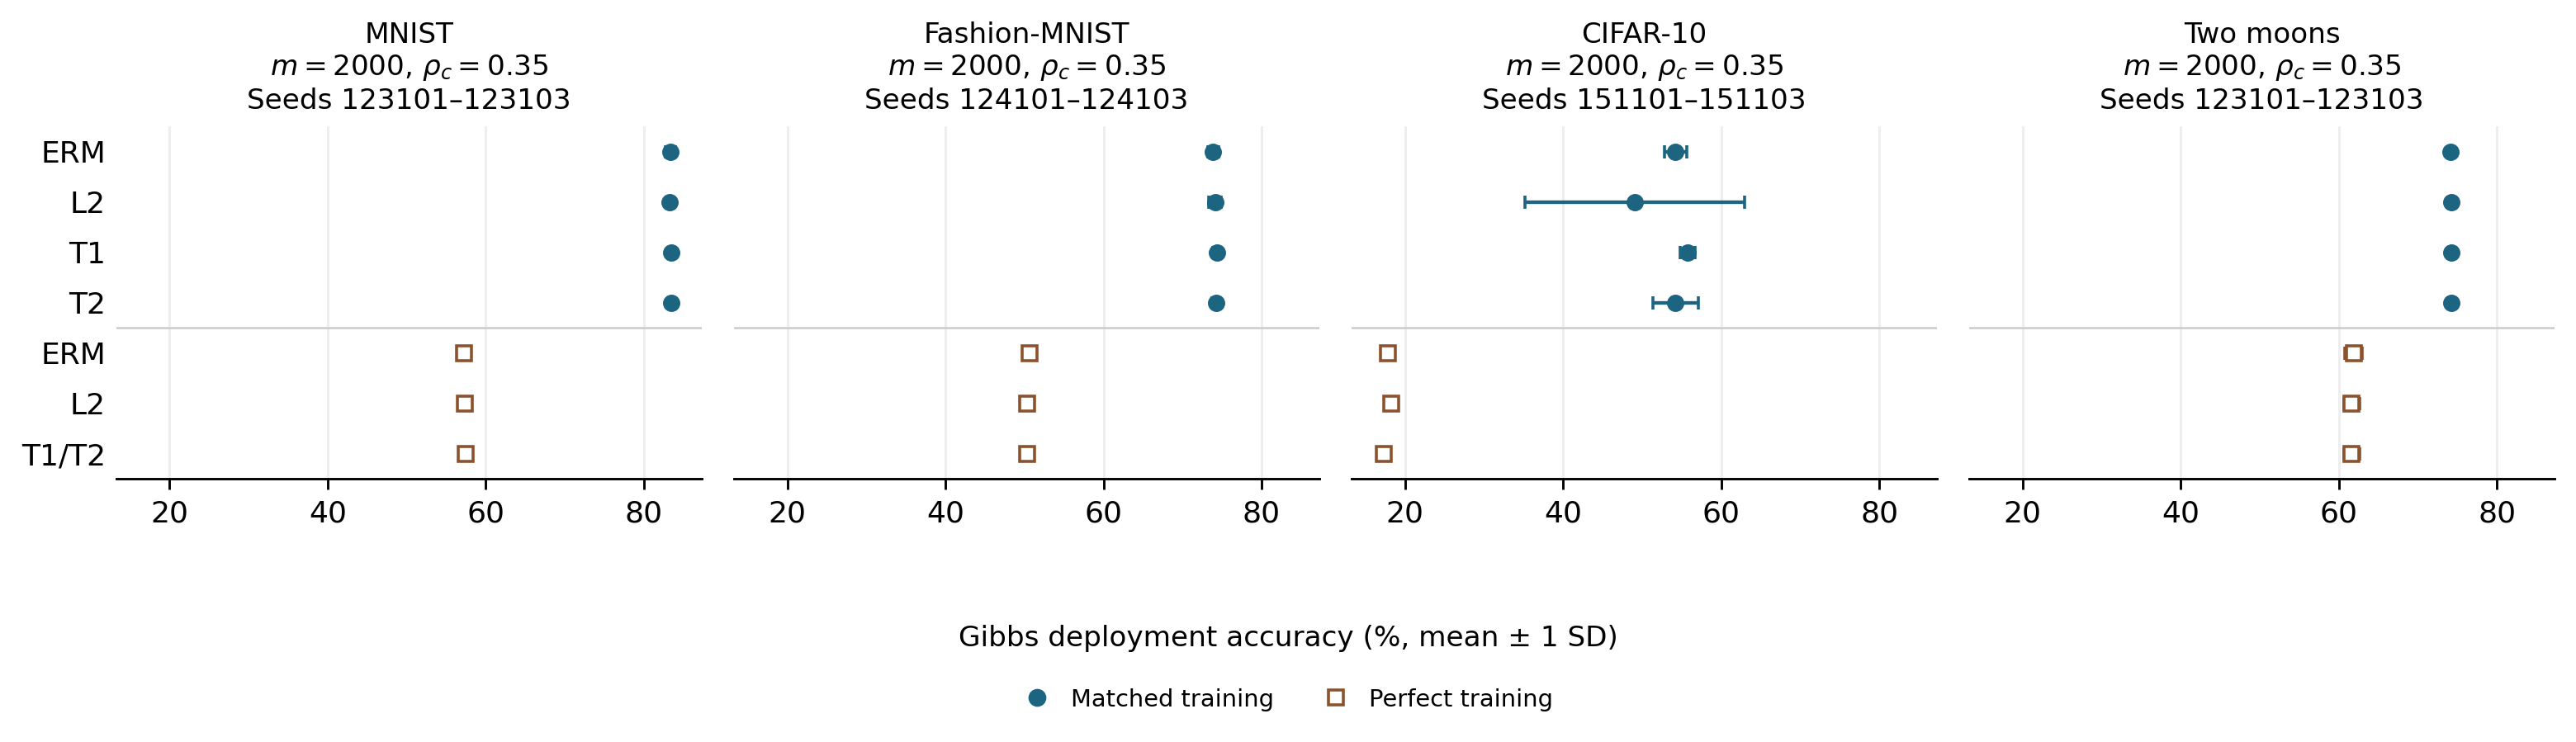 MNIST
m = 2000, ρc = 0.35
Seeds 123101–123103
Fashion-MNIST
m = 2000, ρc = 0.35
Seeds 124101–124103
CIFAR-10
m = 2000, ρc = 0.35
Seeds 151101–151103
Two moons
m = 2000, ρc = 0.35
Seeds 123101–123103
ERM
L2
T1
T2
ERM
L2
T1/T2
20 40 60 80
20 40 60 80
20 40 60 80
20 40 60 80
Gibbs deployment accuracy (%, mean ± 1 SD)
Matched training
Perfect training